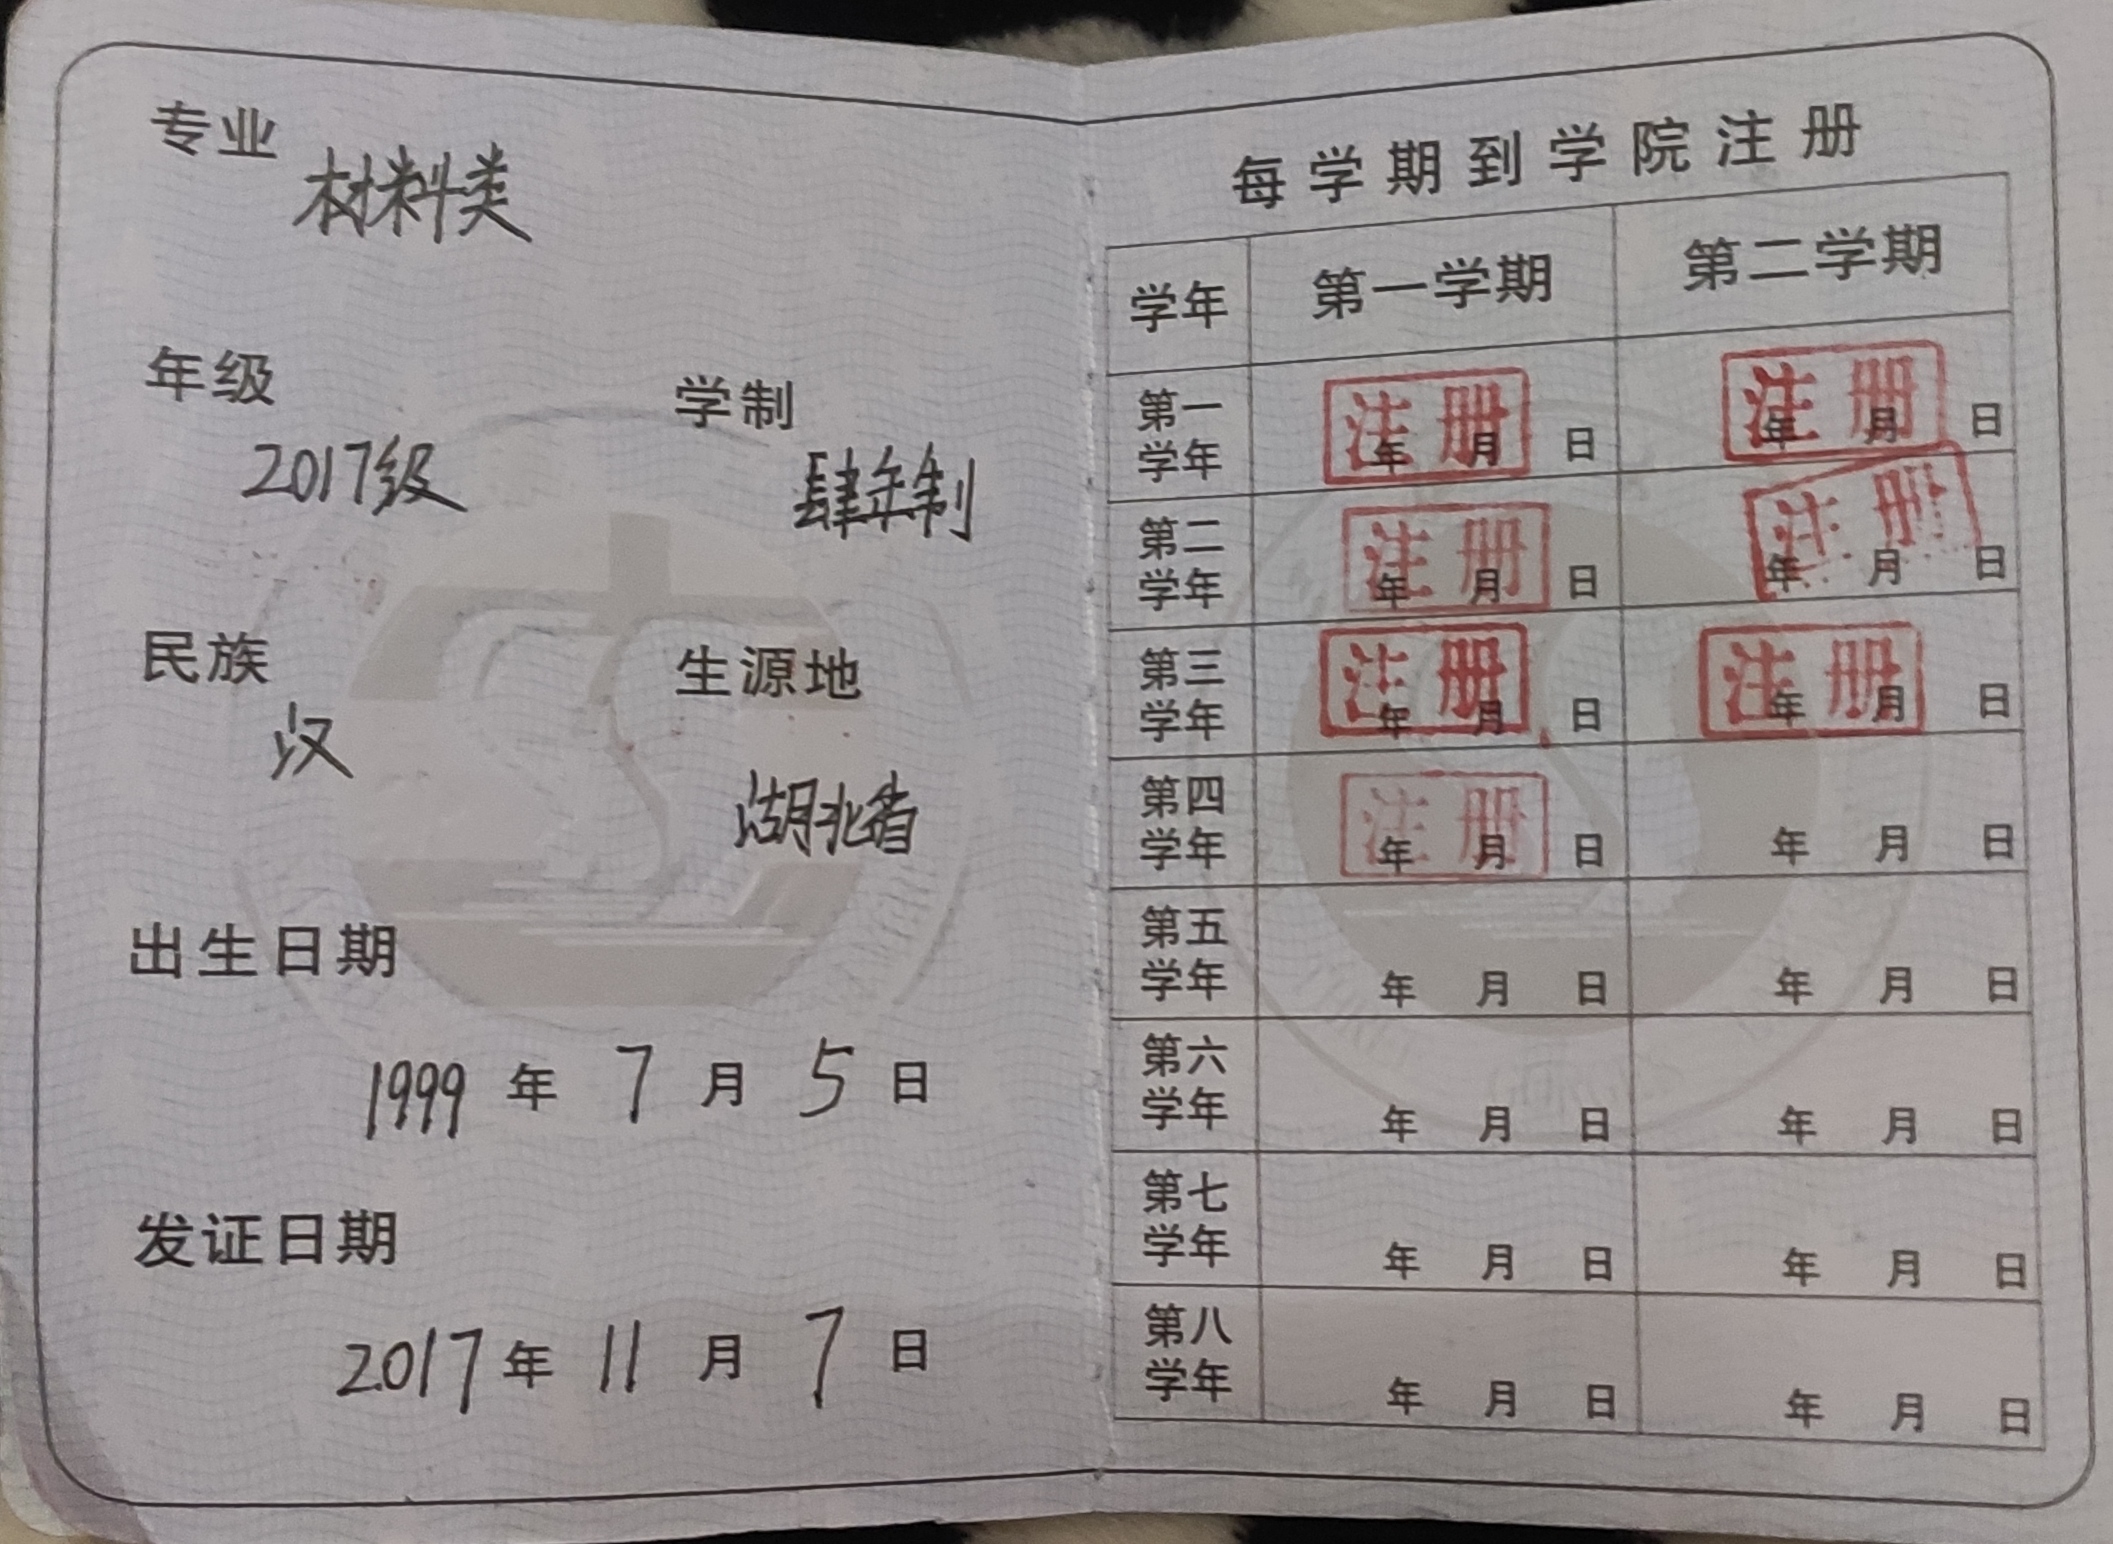 专业
材料类
年级 学制
2017级 肆年制
民族 生源地
汉 湖北省
出生日期
1999 年 7 月 5 日
发证日期
2017 年 11 月 7 日
每学期到学院注册
学年 第一学期 第二学期
第一学年 注册 年 月 日 注册 年 月 日
第二学年 注册 年 月 日 注册 年 月 日
第三学年 注册 年 月 日 注册 年 月 日
第四学年 注册 年 月 日 年 月 日
第五学年 年 月 日 年 月 日
第六学年 年 月 日 年 月 日
第七学年 年 月 日 年 月 日
第八学年 年 月 日 年 月 日